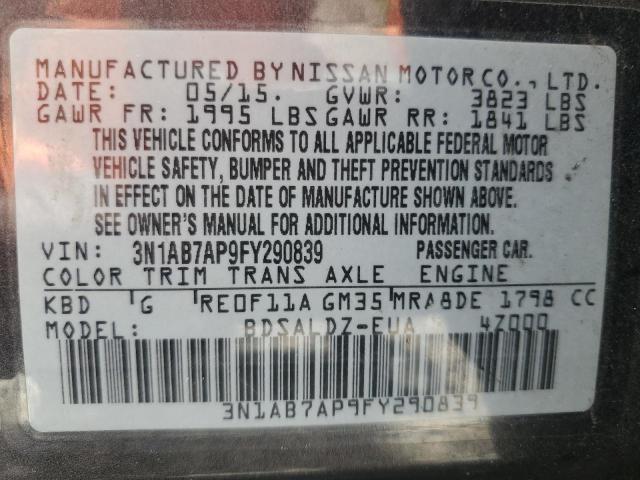 MANUFACTURED BY NISSAN MOTOR CO., LTD.
DATE: 05/15. GVWR: 3823 LBS
GAWR FR: 1995 LBS GAWR RR: 1841 LBS
THIS VEHICLE CONFORMS TO ALL APPLICABLE FEDERAL MOTOR
VEHICLE SAFETY, BUMPER AND THEFT PREVENTION STANDARDS
IN EFFECT ON THE DATE OF MANUFACTURE SHOWN ABOVE.
SEE OWNER'S MANUAL FOR ADDITIONAL INFORMATION.
VIN: 3N1AB7AP9FY290839 PASSENGER CAR.
COLOR TRIM TRANS AXLE ENGINE
KBD G RE0F11A GM35 MRA8DE 1798 CC
MODEL: BDSALDZ-EUA 4Z000
3N1AB7AP9FY290839